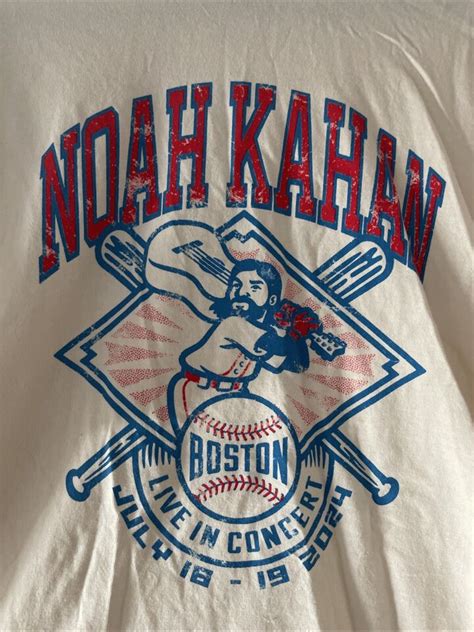 NOAH KAHAN
BOSTON
LIVE IN CONCERT
JULY 18 - 19 2024